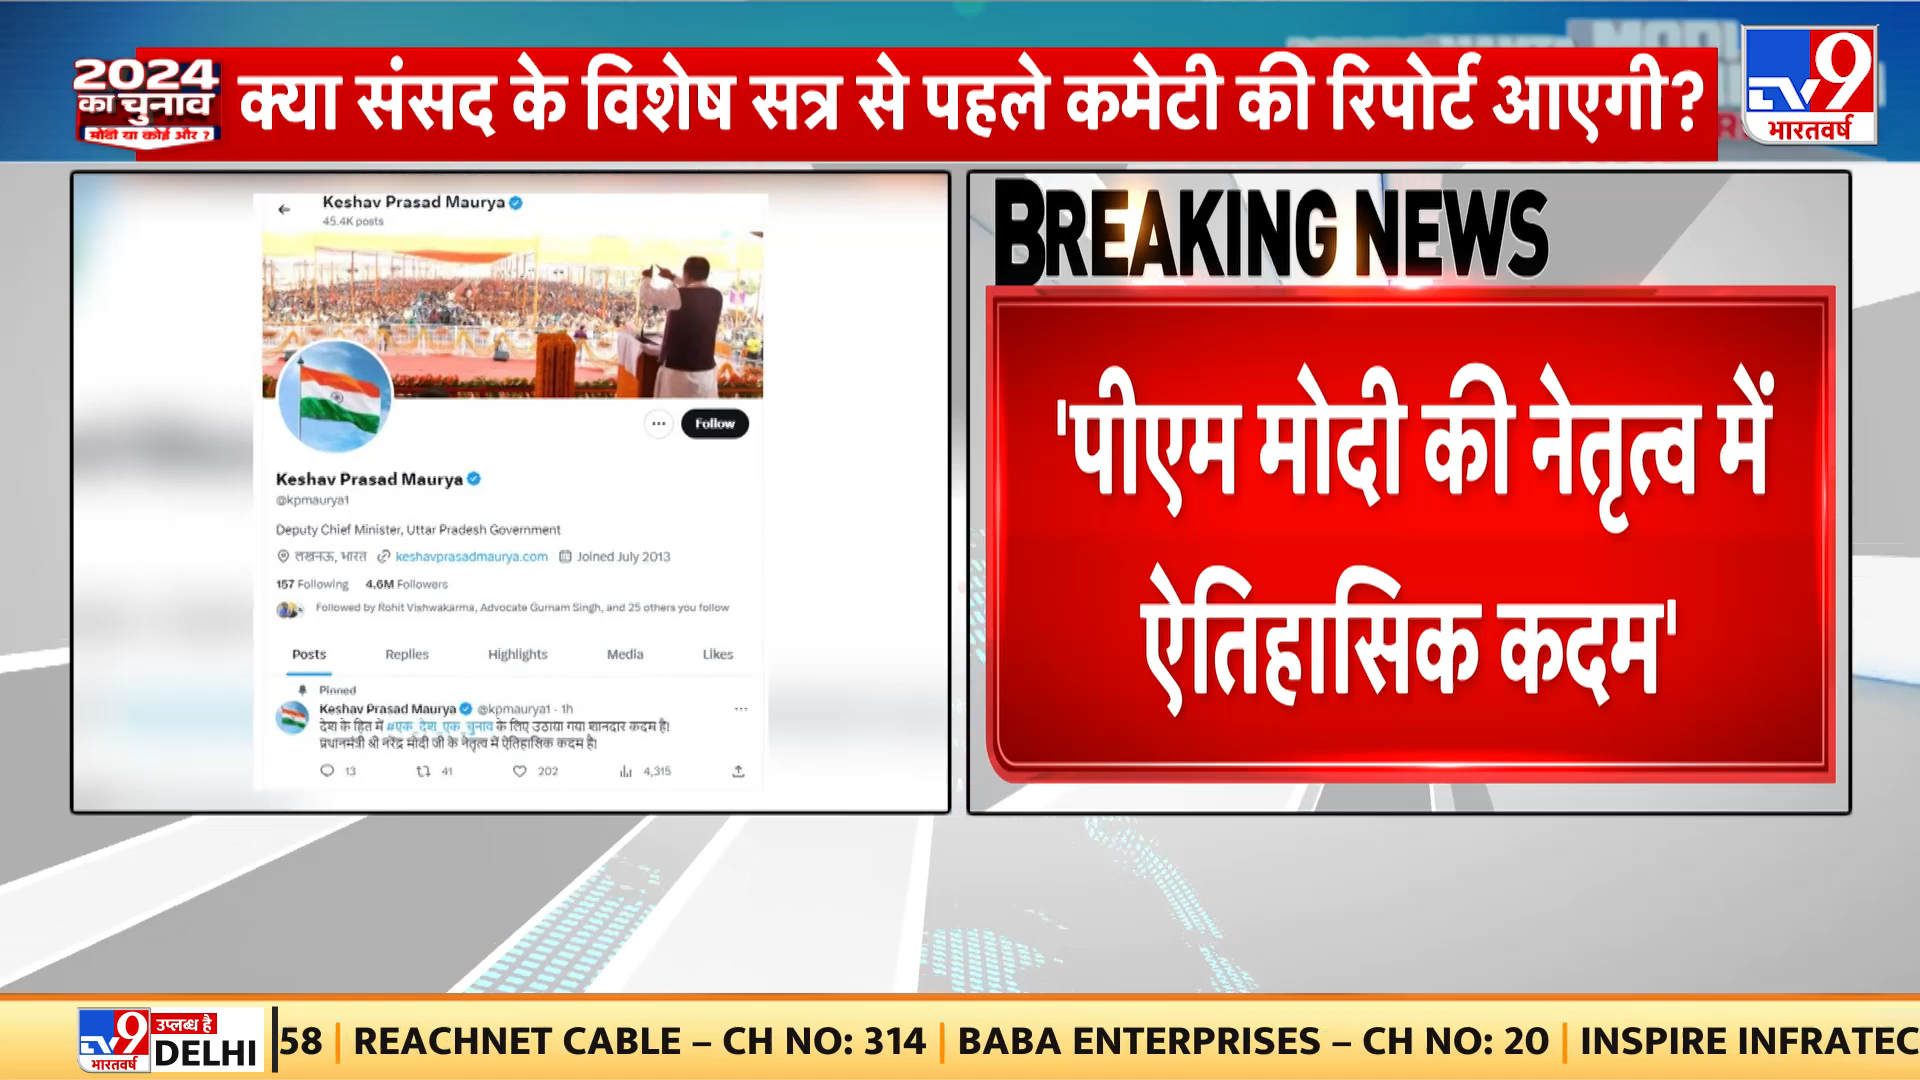 2024
का चुनाव
मोदी या कोई और ?
क्या संसद के विशेष सत्र से पहले कमेटी की रिपोर्ट आएगी?
TV9
भारतवर्ष
Keshav Prasad Maurya
45.4K posts
Follow
Keshav Prasad Maurya
@kpmaurya1
Deputy Chief Minister, Uttar Pradesh Government
लखनऊ, भारत keshavprasadmaurya.com Joined July 2013
157 Following 4.6M Followers
Followed by Rohit Vishwakarma, Advocate Gurnam Singh, and 25 others you follow
Posts Replies Highlights Media Likes
Pinned
Keshav Prasad Maurya @kpmaurya1 · 1h
देश के हित में #एक_देश_एक_चुनाव के लिए उठाया गया शानदार कदम है।
प्रधानमंत्री श्री नरेंद्र मोदी जी के नेतृत्व में ऐतिहासिक कदम है।
13 41 202 4,315
BREAKING NEWS
'पीएम मोदी की नेतृत्व में
ऐतिहासिक कदम'
TV9
भारतवर्ष
उपलब्ध है
DELHI
58 | REACHNET CABLE – CH NO: 314 | BABA ENTERPRISES – CH NO: 20 | INSPIRE INFRATEC